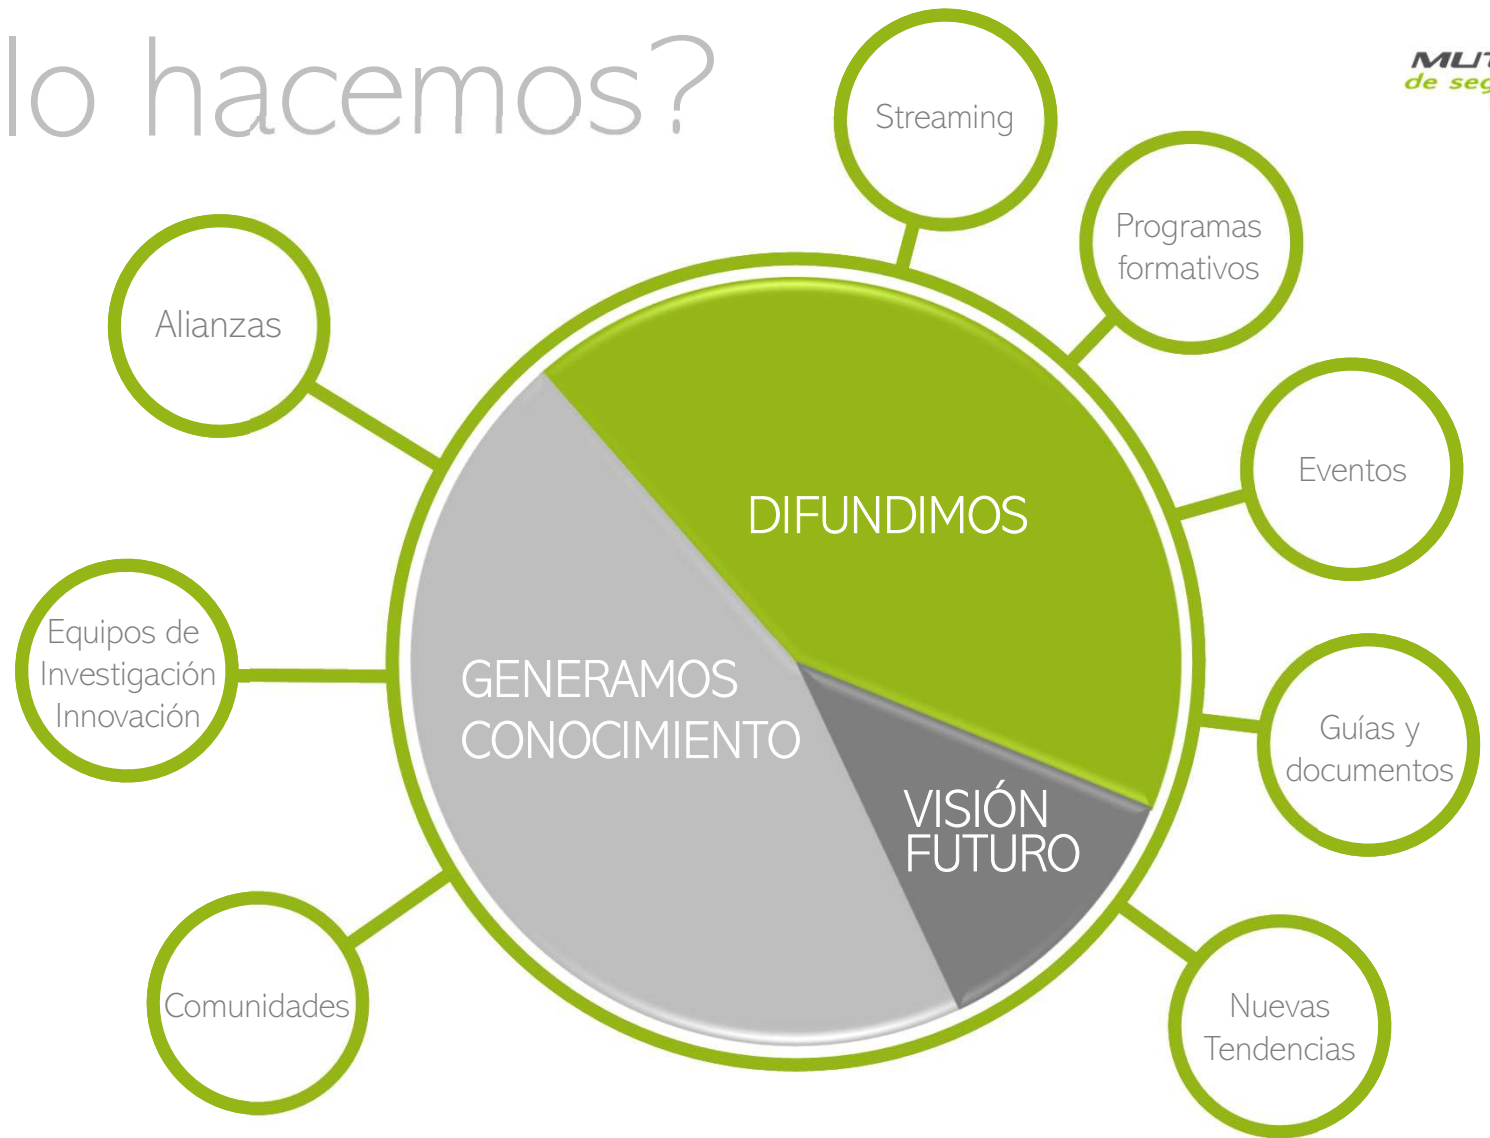 lo hacemos?
Streaming
Programas
formativos
Alianzas
Eventos
DIFUNDIMOS
Equipos de
Investigación
Innovación
GENERAMOS
CONOCIMIENTO
Guías y
documentos
VISIÓN
FUTURO
Comunidades
Nuevas
Tendencias
de